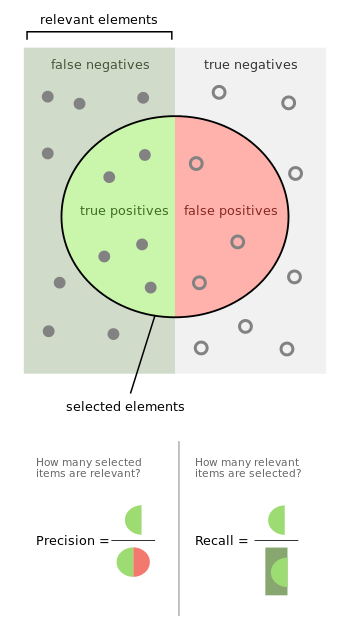 relevant elements
false negatives
true negatives
true positives
false positives
selected elements
How many selected
items are relevant?
How many relevant
items are selected?
Precision =
Recall =